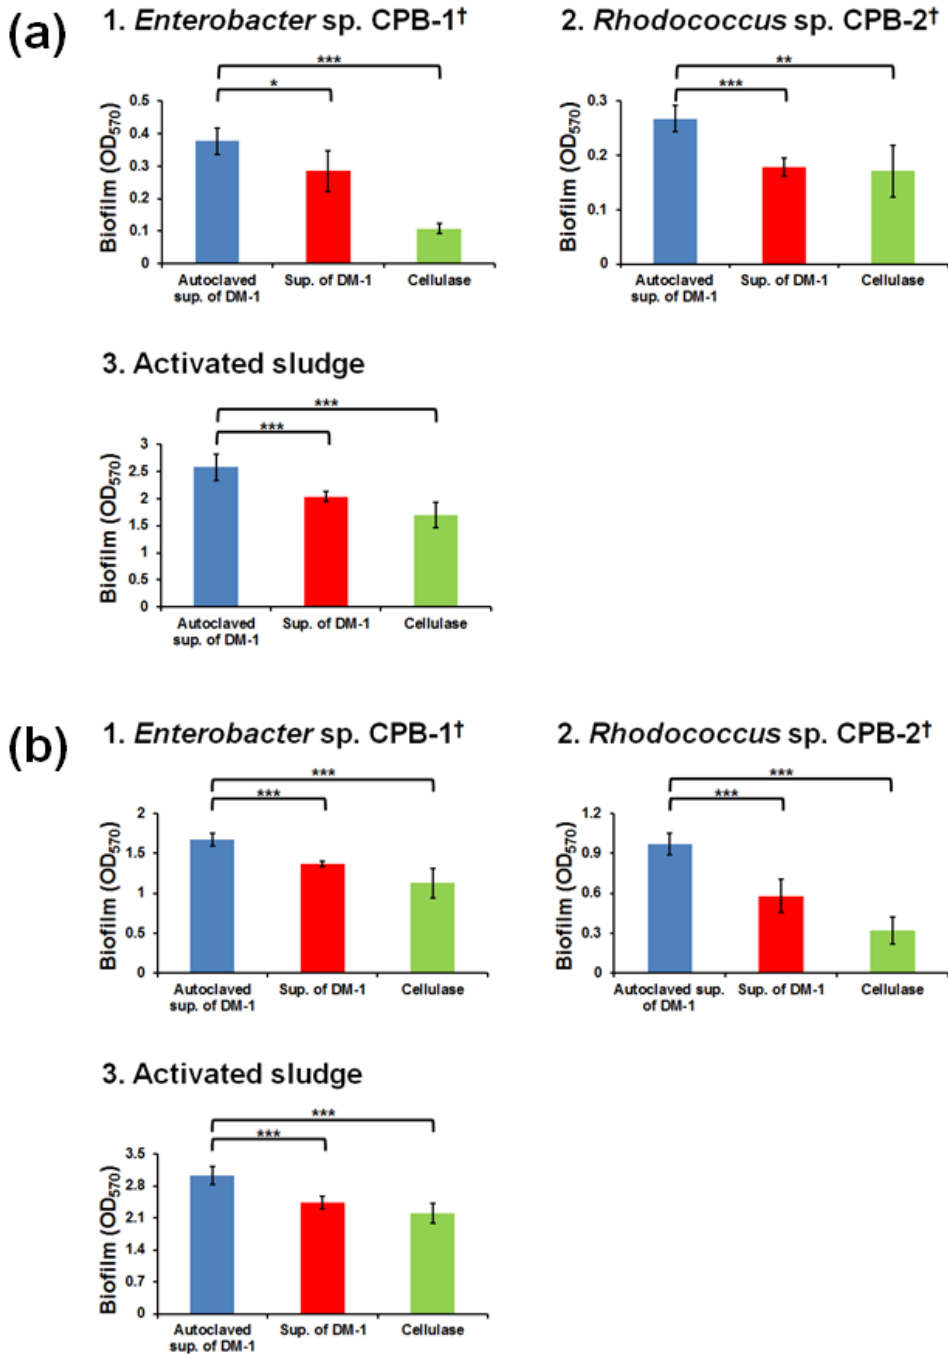 (a)
1. Enterobacter sp. CPB-1†
***
*
Biofilm (OD570)
0.5
0.4
0.3
0.2
0.1
0
Autoclaved sup. of DM-1
Sup. of DM-1
Cellulase
2. Rhodococcus sp. CPB-2†
**
***
Biofilm (OD570)
0.3
0.2
0.1
0
Autoclaved sup. of DM-1
Sup. of DM-1
Cellulase
3. Activated sludge
***
***
Biofilm (OD570)
3
2.5
2
1.5
1
0.5
0
Autoclaved sup. of DM-1
Sup. of DM-1
Cellulase
(b)
1. Enterobacter sp. CPB-1†
***
***
Biofilm (OD570)
2
1.5
1
0.5
0
Autoclaved sup. of DM-1
Sup. of DM-1
Cellulase
2. Rhodococcus sp. CPB-2†
***
***
Biofilm (OD570)
1.2
0.9
0.6
0.3
0
Autoclaved sup. of DM-1
Sup. of DM-1
Cellulase
3. Activated sludge
***
***
Biofilm (OD570)
3.5
2.8
2.1
1.4
0.7
0
Autoclaved sup. of DM-1
Sup. of DM-1
Cellulase